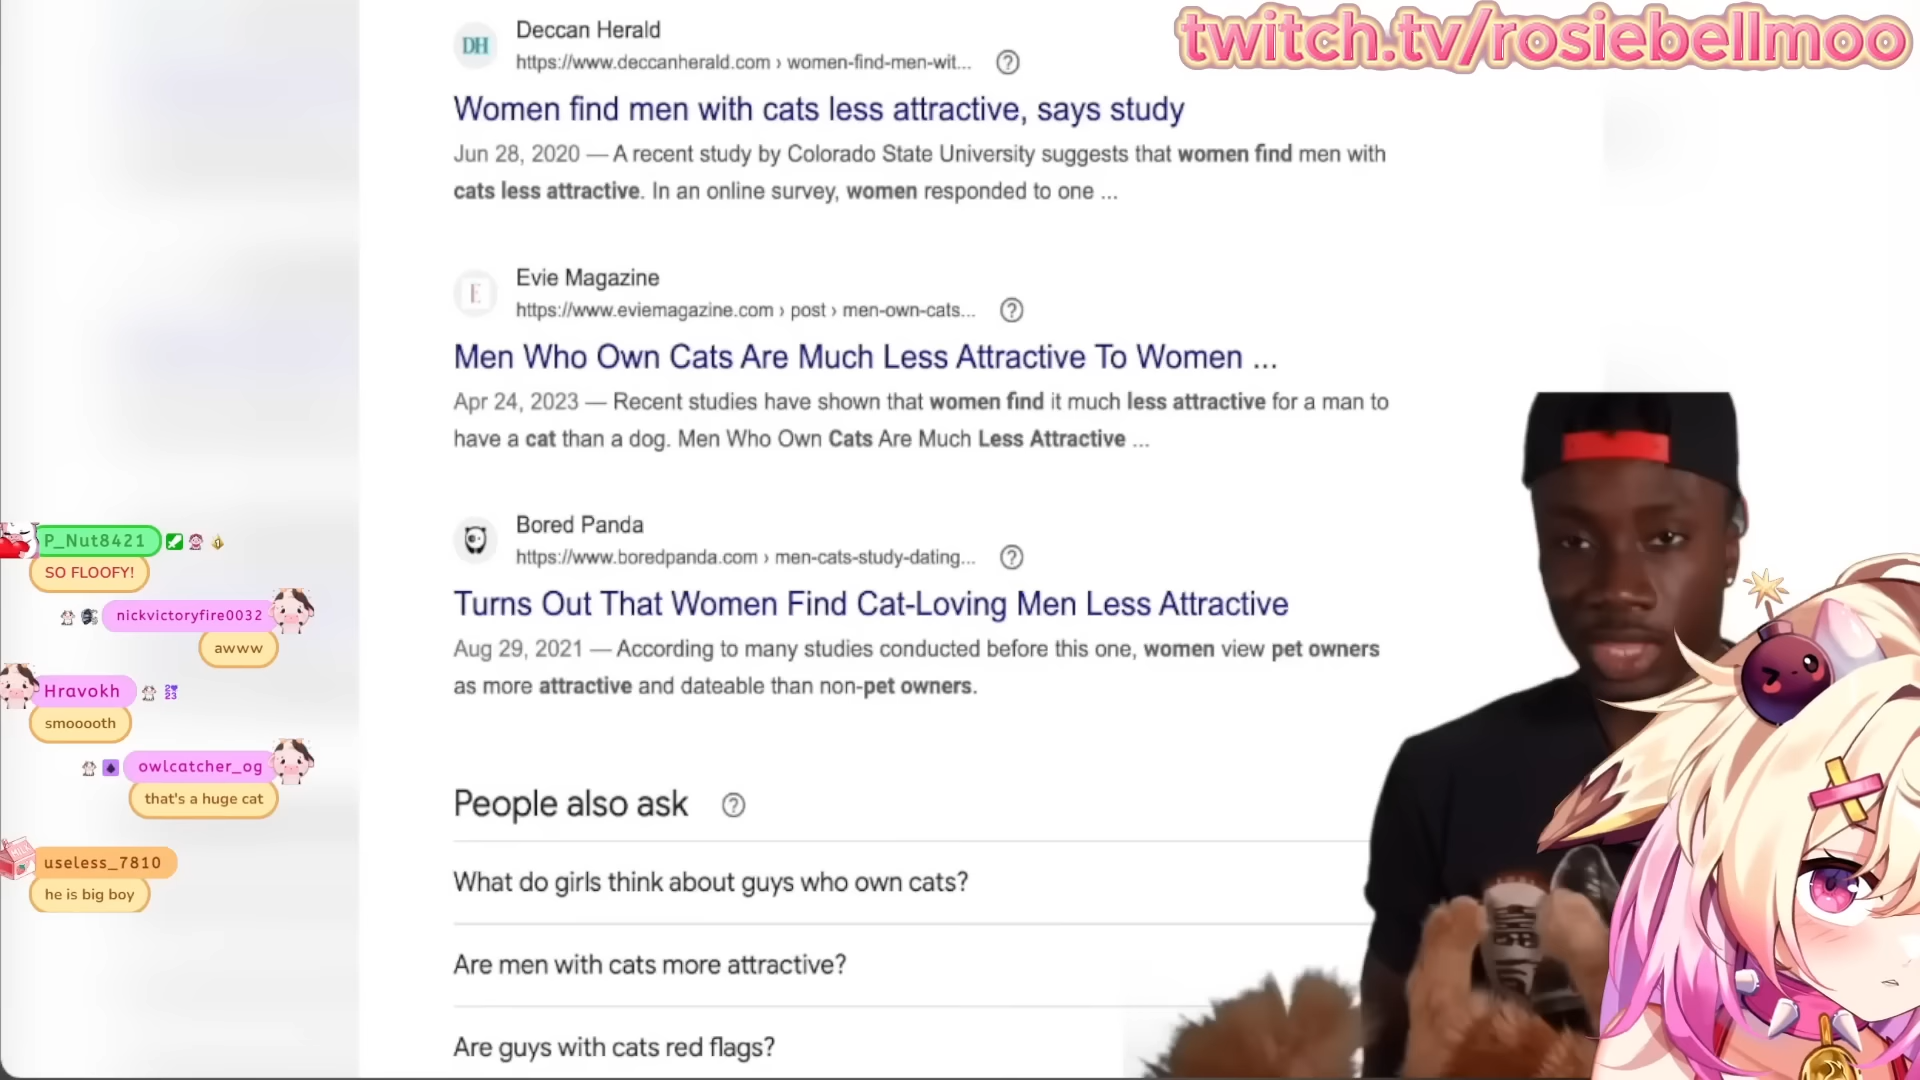 twitch.tv/rosiebellmoo
DH
Deccan Herald
https://www.deccanherald.com › women-find-men-wit...
Women find men with cats less attractive, says study
Jun 28, 2020 — A recent study by Colorado State University suggests that women find men with
cats less attractive. In an online survey, women responded to one ...
E
Evie Magazine
https://www.eviemagazine.com › post › men-own-cats...
Men Who Own Cats Are Much Less Attractive To Women ...
Apr 24, 2023 — Recent studies have shown that women find it much less attractive for a man to
have a cat than a dog. Men Who Own Cats Are Much Less Attractive ...
Bored Panda
https://www.boredpanda.com › men-cats-study-dating...
Turns Out That Women Find Cat-Loving Men Less Attractive
Aug 29, 2021 — According to many studies conducted before this one, women view pet owners
as more attractive and dateable than non-pet owners.
People also ask
What do girls think about guys who own cats?
Are men with cats more attractive?
Are guys with cats red flags?
P_Nut8421
SO FLOOFY!
nickvictoryfire0032
awww
Hravokh
smooooth
owlcatcher_og
that's a huge cat
useless_7810
he is big boy